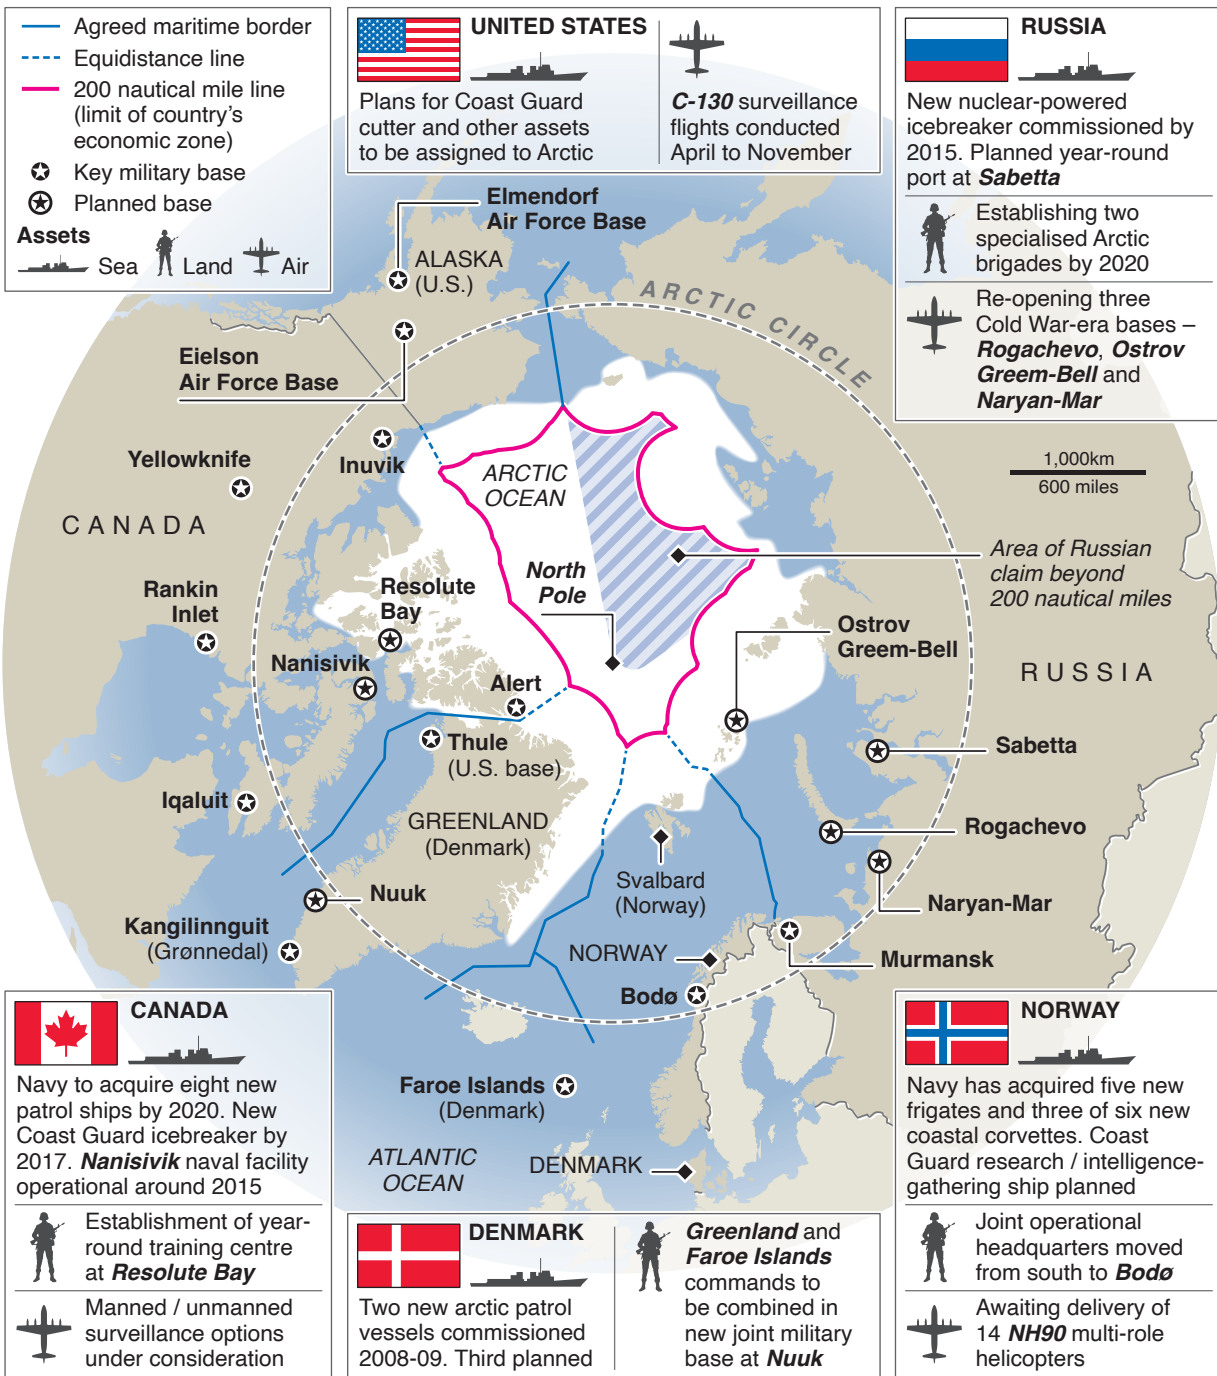 Agreed maritime border
Equidistance line
200 nautical mile line
(limit of country's
economic zone)
Key military base
Planned base
Assets
Sea
Land
Air
UNITED STATES
Plans for Coast Guard
cutter and other assets
to be assigned to Arctic
C-130 surveillance
flights conducted
April to November
RUSSIA
New nuclear-powered
icebreaker commissioned by
2015. Planned year-round
port at Sabetta
Establishing two
specialised Arctic
brigades by 2020
Re-opening three
Cold War-era bases –
Rogachevo, Ostrov
Greem-Bell and
Naryan-Mar
Elmendorf
Air Force Base
ALASKA
(U.S.)
ARCTIC CIRCLE
Eielson
Air Force Base
Yellowknife
Inuvik
ARCTIC
OCEAN
1,000km
600 miles
CANADA
Area of Russian
claim beyond
200 nautical miles
North
Pole
Resolute
Bay
Rankin
Inlet
Ostrov
Greem-Bell
Nanisivik
RUSSIA
Alert
Thule
(U.S. base)
Sabetta
Iqaluit
GREENLAND
(Denmark)
Rogachevo
Svalbard
(Norway)
Nuuk
Naryan-Mar
Kangilinnguit
(Grønnedal)
NORWAY
Murmansk
Bodø
Faroe Islands
(Denmark)
ATLANTIC
OCEAN
DENMARK
CANADA
Navy to acquire eight new
patrol ships by 2020. New
Coast Guard icebreaker by
2017. Nanisivik naval facility
operational around 2015
Establishment of year-
round training centre
at Resolute Bay
Manned / unmanned
surveillance options
under consideration
DENMARK
Two new arctic patrol
vessels commissioned
2008-09. Third planned
Greenland and
Faroe Islands
commands to
be combined in
new joint military
base at Nuuk
NORWAY
Navy has acquired five new
frigates and three of six new
coastal corvettes. Coast
Guard research / intelligence-
gathering ship planned
Joint operational
headquarters moved
from south to Bodø
Awaiting delivery of
14 NH90 multi-role
helicopters